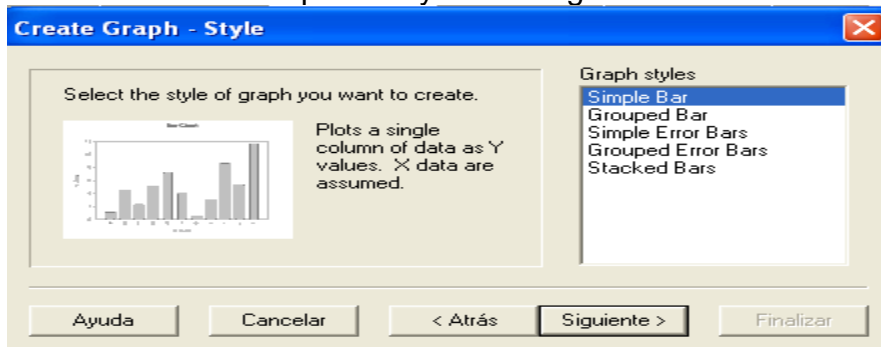 Create Graph - Style
Select the style of graph you want to create.
Plots a single
column of data as Y
values. X data are
assumed.
Graph styles
Simple Bar
Grouped Bar
Simple Error Bars
Grouped Error Bars
Stacked Bars
Ayuda
Cancelar
< Atrás
Siguiente >
Finalizar